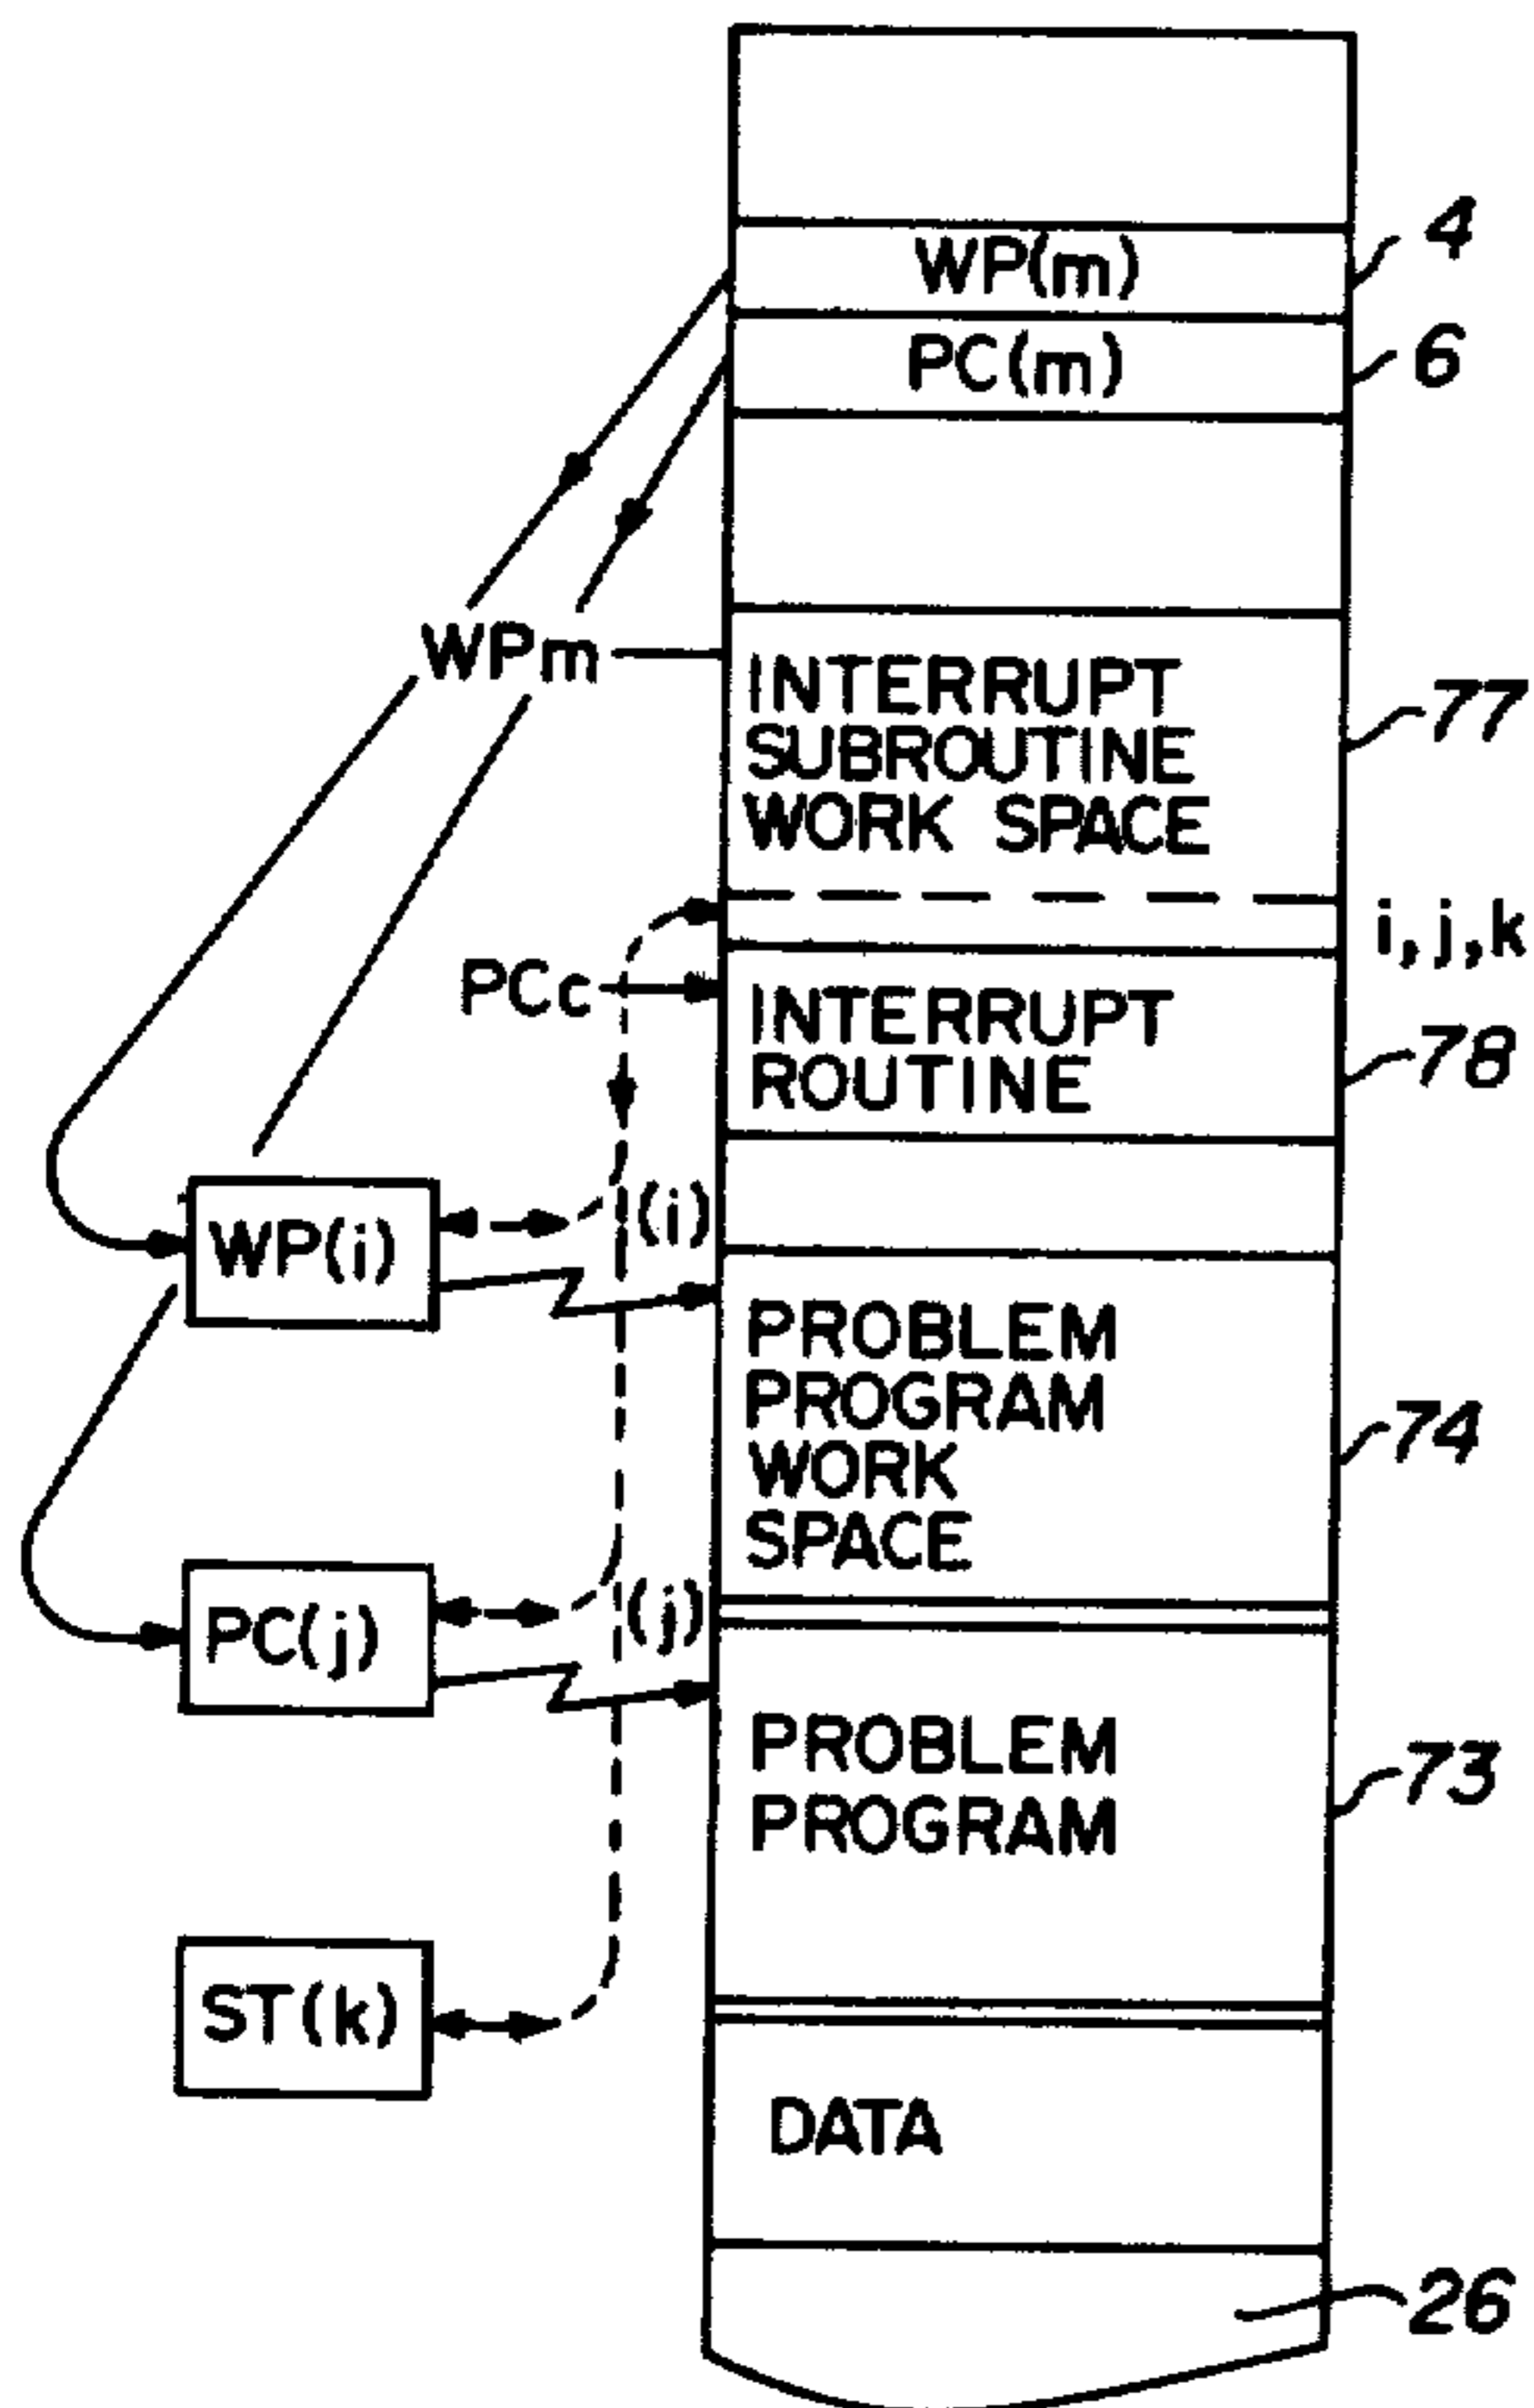 WP(m)
4
PC(m)
6
WPm
INTERRUPT
SUBROUTINE
WORK SPACE
77
i,j,k
PCc
INTERRUPT
ROUTINE
78
WP(i)
(i)
PROBLEM
PROGRAM
WORK
SPACE
74
PC(j)
(j)
PROBLEM
PROGRAM
73
ST(k)
DATA
26